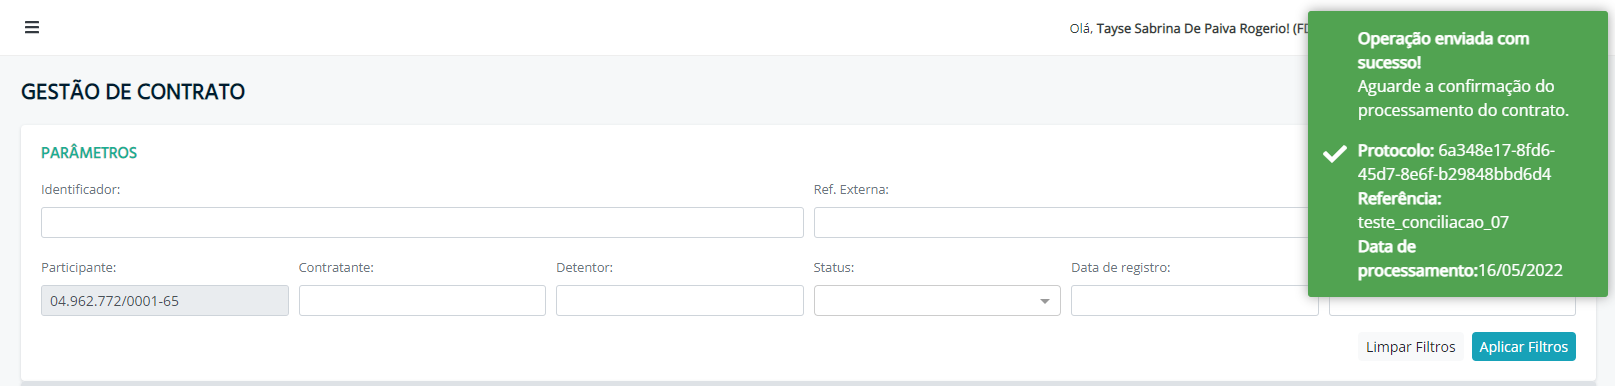 Olá, Tayse Sabrina De Paiva Rogerio! (FD
Operação enviada com
sucesso!
Aguarde a confirmação do
processamento do contrato.
Protocolo: 6a348e17-8fd6-
45d7-8e6f-b29848bbd6d4
Referência:
teste_conciliacao_07
Data de
processamento:16/05/2022
GESTÃO DE CONTRATO
PARÂMETROS
Identificador:
Ref. Externa:
Participante:
Contratante:
Detentor:
Status:
Data de registro:
04.962.772/0001-65
Limpar Filtros
Aplicar Filtros